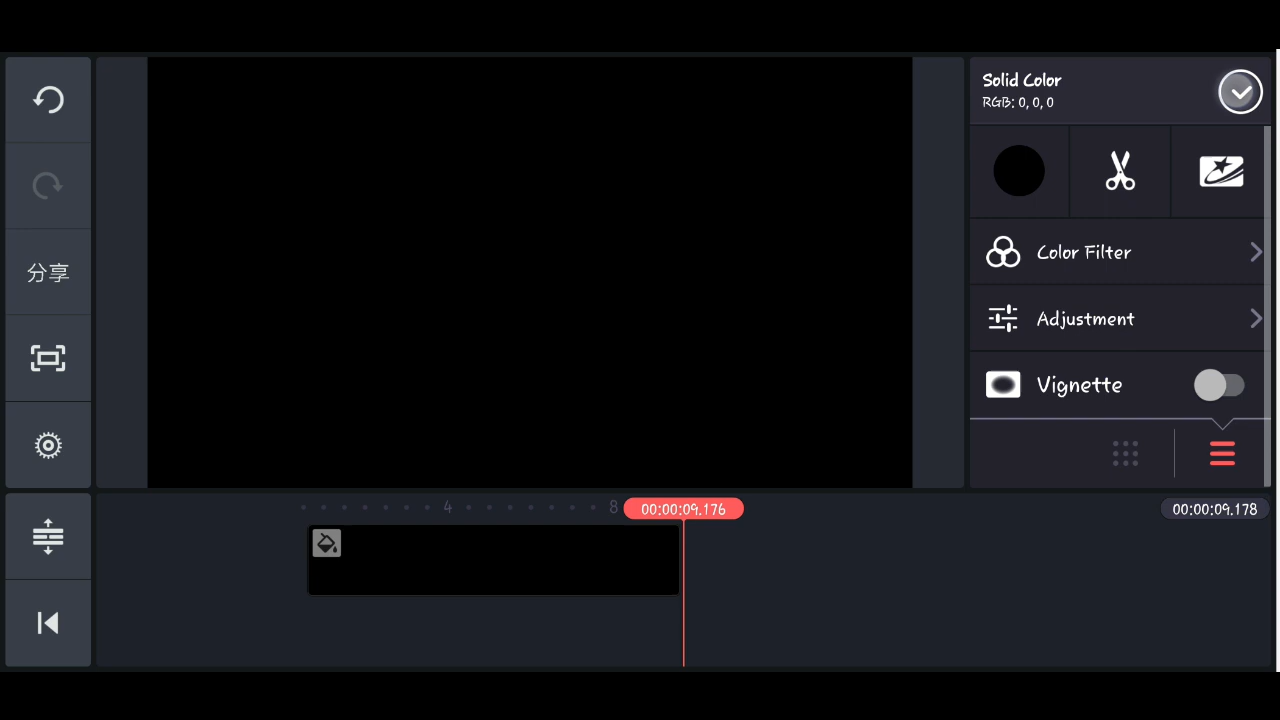 Solid Color
RGB: 0, 0, 0
分享
Color Filter
Adjustment
Vignette
4
8
00:00:09.176
00:00:09.178